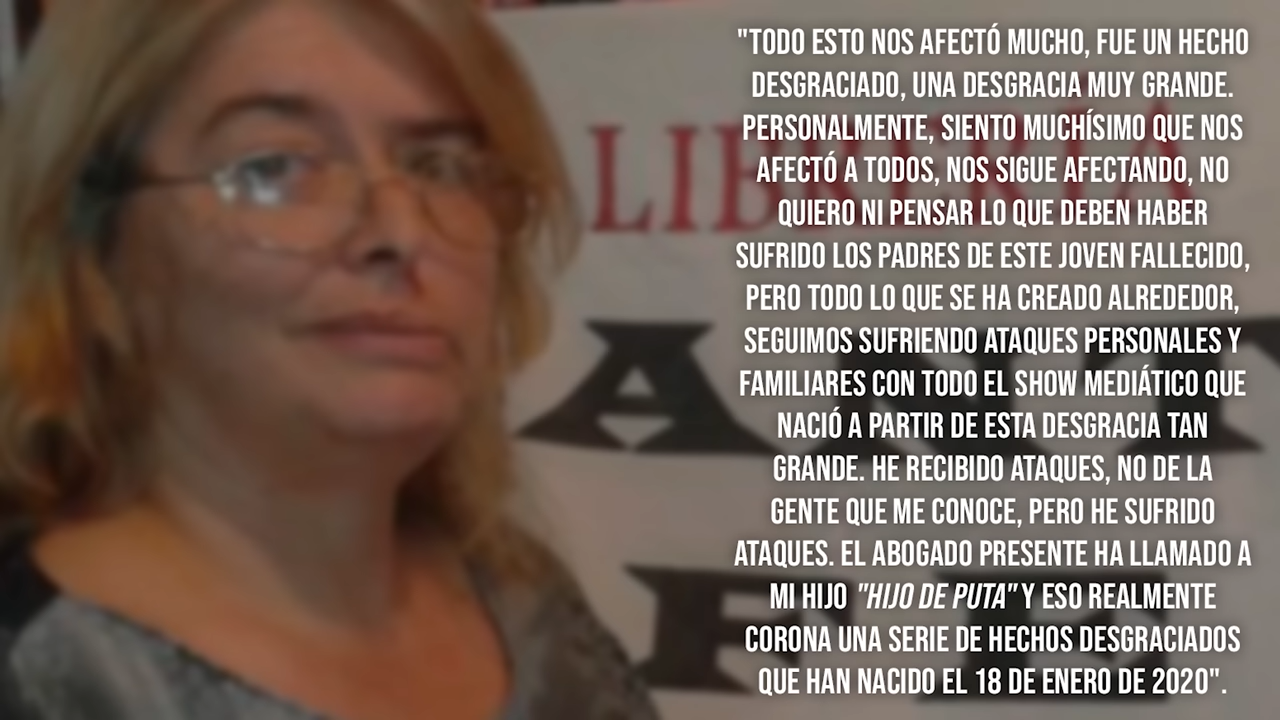 "TODO ESTO NOS AFECTÓ MUCHO, FUE UN HECHO
DESGRACIADO, UNA DESGRACIA MUY GRANDE.
PERSONALMENTE, SIENTO MUCHÍSIMO QUE NOS
AFECTÓ A TODOS, NOS SIGUE AFECTANDO, NO
QUIERO NI PENSAR LO QUE DEBEN HABER
SUFRIDO LOS PADRES DE ESTE JOVEN FALLECIDO,
PERO TODO LO QUE SE HA CREADO ALREDEDOR,
SEGUIMOS SUFRIENDO ATAQUES PERSONALES Y
FAMILIARES CON TODO EL SHOW MEDIÁTICO QUE
NACIÓ A PARTIR DE ESTA DESGRACIA TAN
GRANDE. HE RECIBIDO ATAQUES, NO DE LA
GENTE QUE ME CONOCE, PERO HE SUFRIDO
ATAQUES. EL ABOGADO PRESENTE HA LLAMADO A
MI HIJO "HIJO DE PUTA" Y ESO REALMENTE
CORONA UNA SERIE DE HECHOS DESGRACIADOS
QUE HAN NACIDO EL 18 DE ENERO DE 2020".
LIBRERÍA